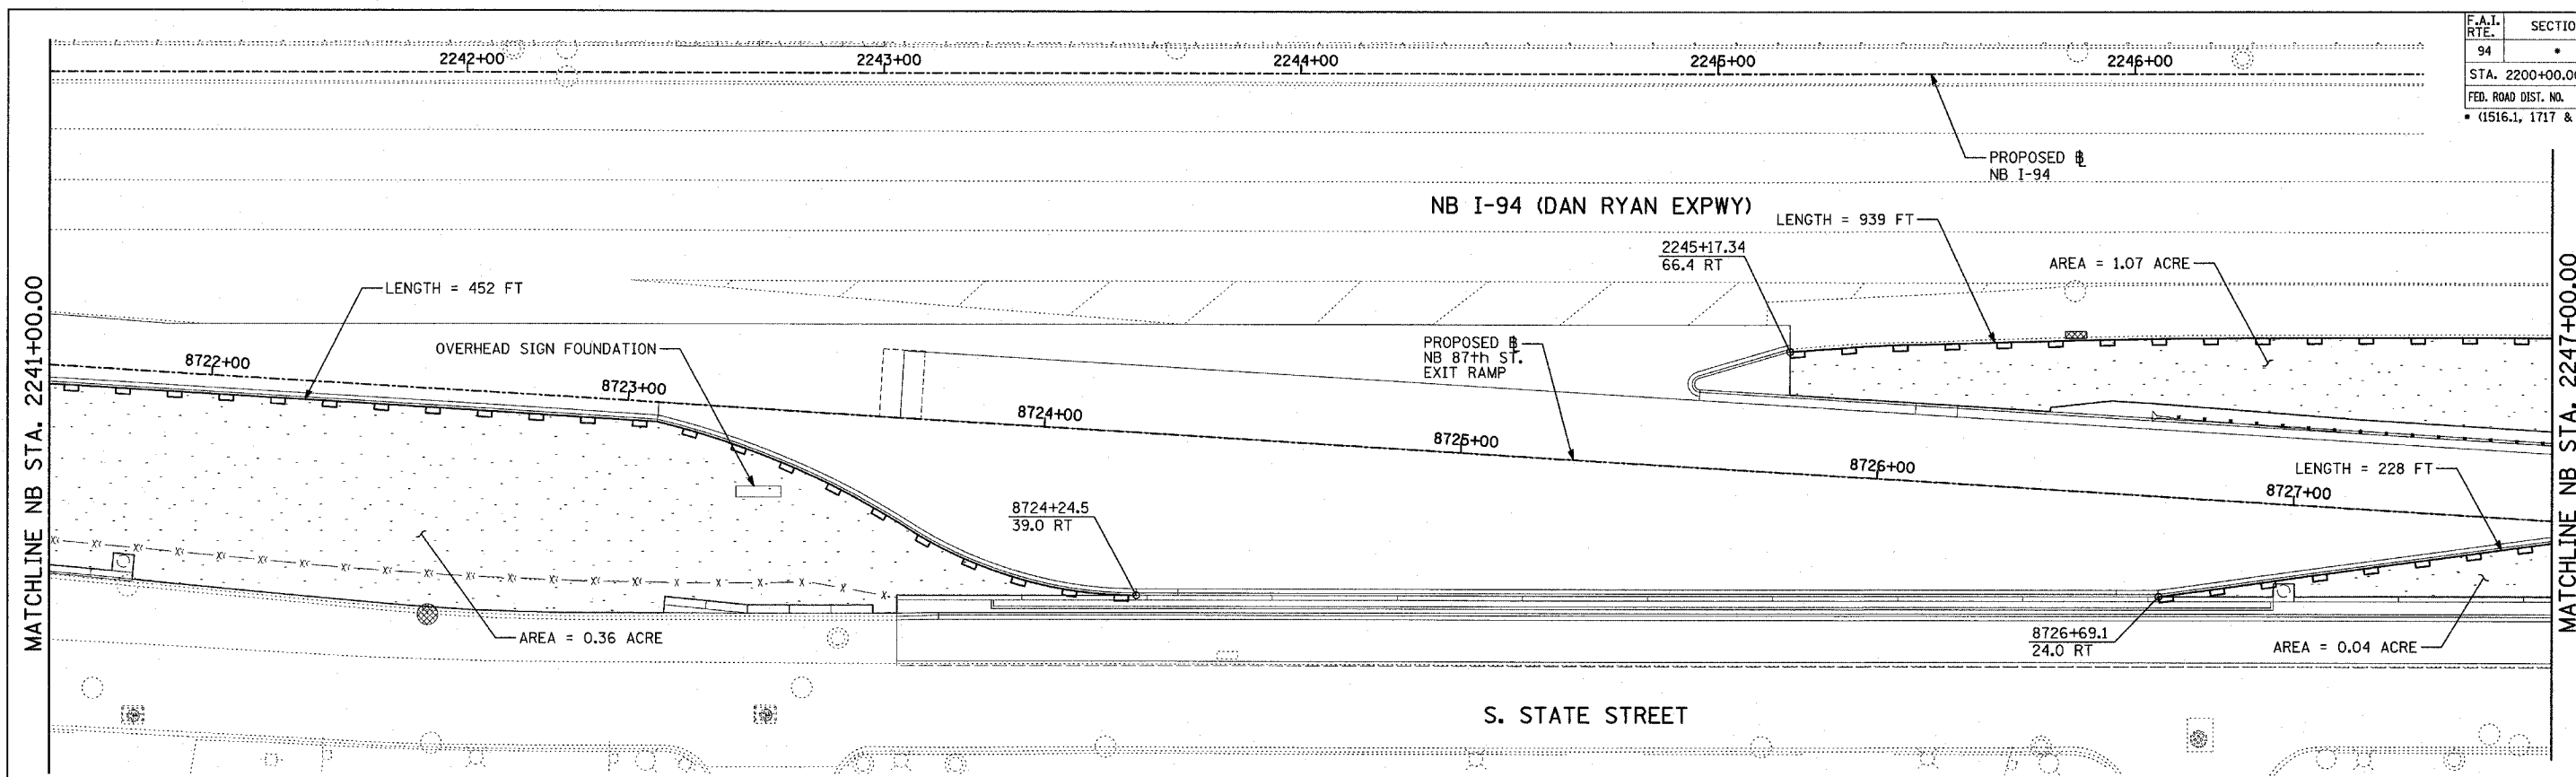 F.A.I. RTE.
SECTIO
94
*
STA. 2200+00.00
FED. ROAD DIST. NO.
* (1516.1, 1717 &
2242+00
2243+00
2244+00
2245+00
2246+00
PROPOSED ℄
NB I-94
NB I-94 (DAN RYAN EXPWY)
LENGTH = 939 FT
2245+17.34
66.4 RT
AREA = 1.07 ACRE
MATCHLINE NB STA. 2241+00.00
LENGTH = 452 FT
OVERHEAD SIGN FOUNDATION
PROPOSED ℄
NB 87th ST.
EXIT RAMP
8722+00
8723+00
8724+00
8725+00
8726+00
8727+00
LENGTH = 228 FT
8724+24.5
39.0 RT
AREA = 0.36 ACRE
8726+69.1
24.0 RT
AREA = 0.04 ACRE
MATCHLINE NB STA. 2247+00.00
S. STATE STREET